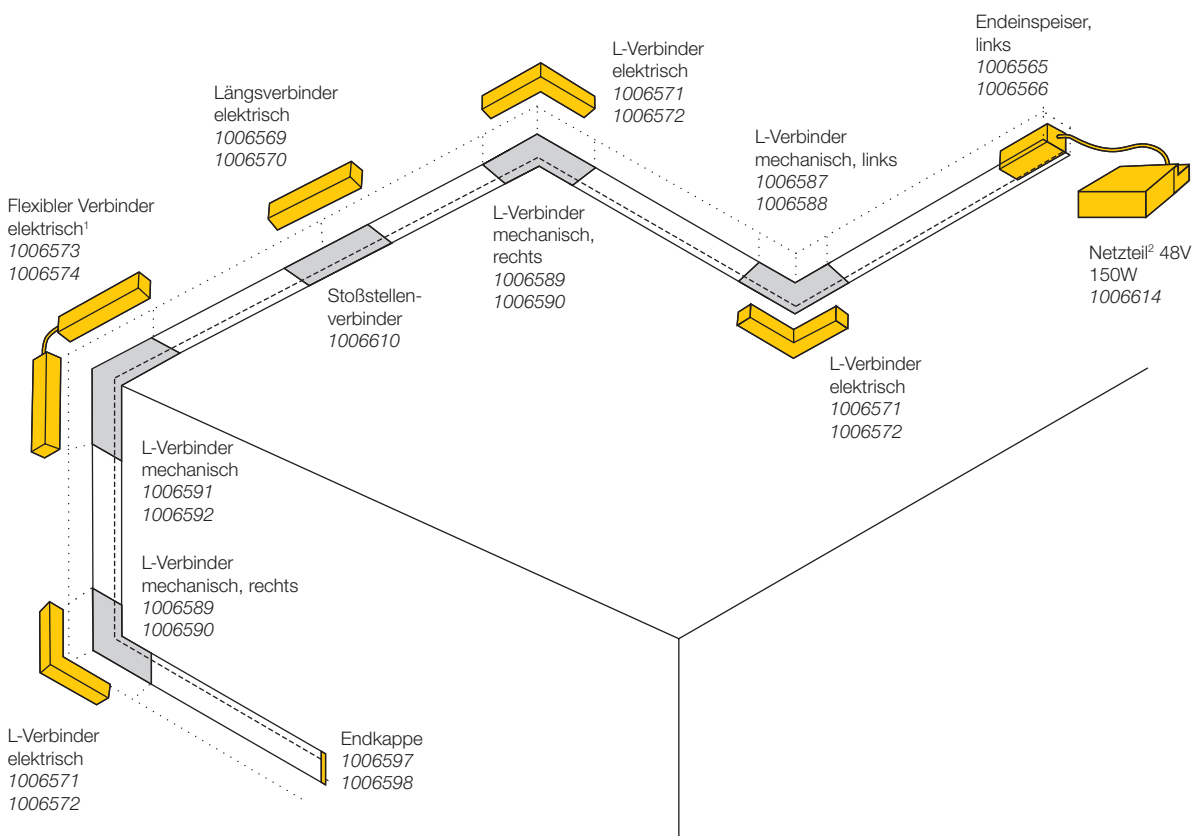 Endeinspeiser,
links
1006565
1006566
L-Verbinder
elektrisch
1006571
1006572
Längsverbinder
elektrisch
1006569
1006570
L-Verbinder
mechanisch, links
1006587
1006588
Flexibler Verbinder
elektrisch¹
1006573
1006574
L-Verbinder
mechanisch,
rechts
1006589
1006590
Netzteil² 48V
150W
1006614
Stoßstellen-
verbinder
1006610
L-Verbinder
elektrisch
1006571
1006572
L-Verbinder
mechanisch
1006591
1006592
L-Verbinder
mechanisch, rechts
1006589
1006590
L-Verbinder
elektrisch
1006571
1006572
Endkappe
1006597
1006598